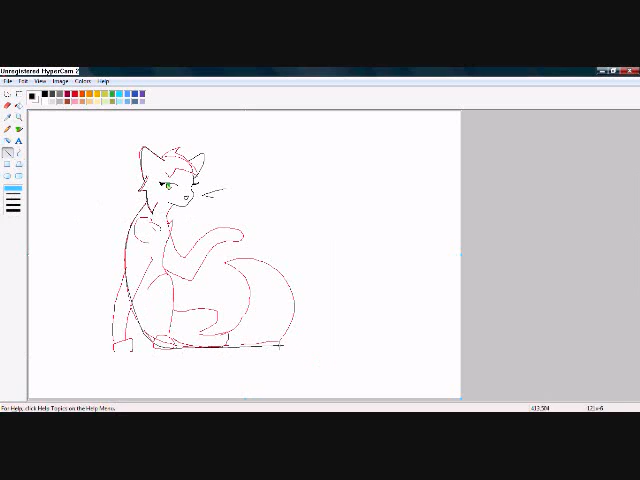 Unregistered HyperCam 2
File Edit View Image Colors Help
For Help, click Help Topics on the Help Menu.